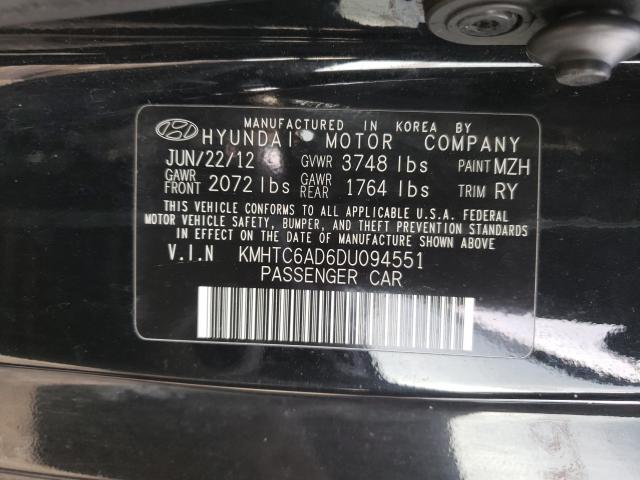 MANUFACTURED IN KOREA BY
HYUNDAI MOTOR COMPANY
JUN/22/12 GVWR 3748 lbs PAINT MZH
GAWR FRONT 2072 lbs GAWR REAR 1764 lbs TRIM RY
THIS VEHICLE CONFORMS TO ALL APPLICABLE U.S.A. FEDERAL
MOTOR VEHICLE SAFETY, BUMPER, AND THEFT PREVENTION STANDARDS
IN EFFECT ON THE DATE OF MANUFACTURE SHOWN ABOVE
V.I.N KMHTC6AD6DU094551
PASSENGER CAR